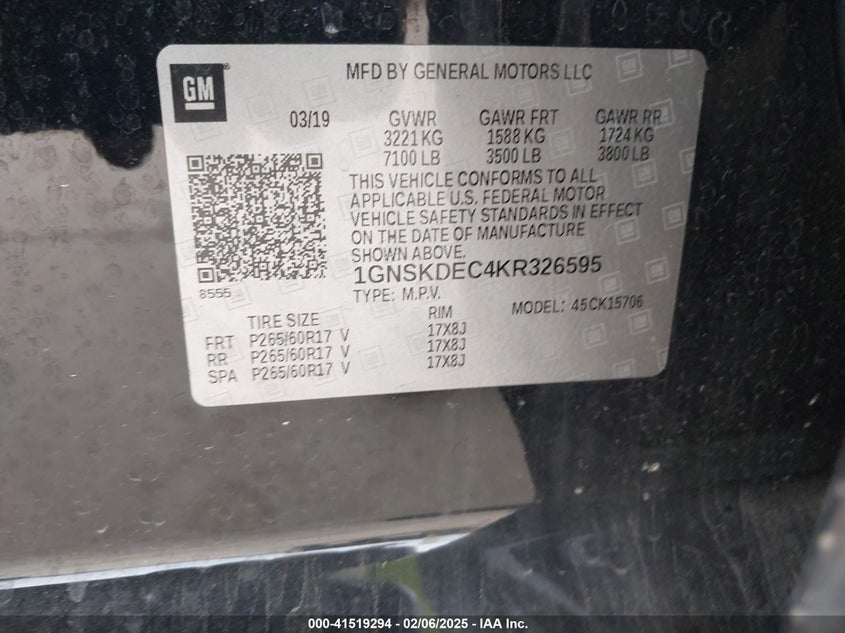 GM
®
MFD BY GENERAL MOTORS LLC
03/19 GVWR GAWR FRT GAWR RR
3221 KG 1588 KG 1724 KG
7100 LB 3500 LB 3800 LB
THIS VEHICLE CONFORMS TO ALL
APPLICABLE U.S. FEDERAL MOTOR
VEHICLE SAFETY STANDARDS IN EFFECT
ON THE DATE OF MANUFACTURE
SHOWN ABOVE.
8555
1GNSKDEC4KR326595
TYPE: M.P.V. MODEL: 45CK15706
TIRE SIZE RIM
FRT P265/60R17 V 17X8J
RR P265/60R17 V 17X8J
SPA P265/60R17 V 17X8J
000-41519294 - 02/06/2025 - IAA Inc.